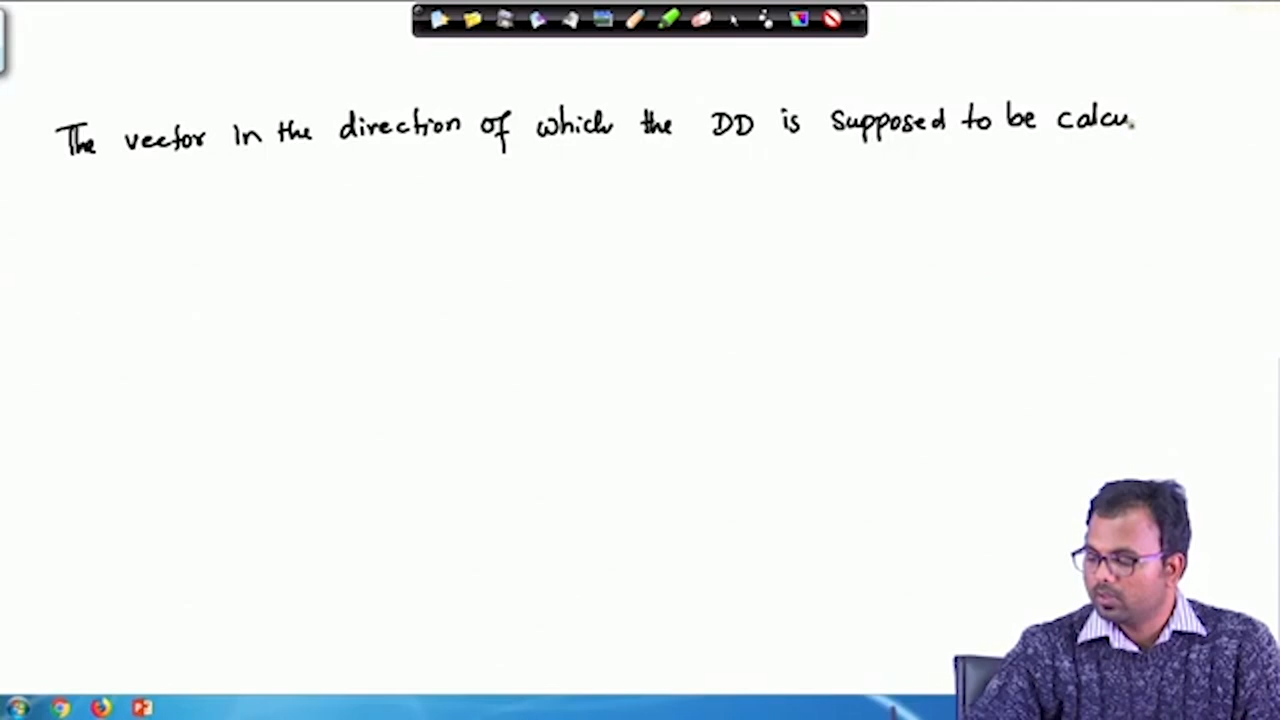 The vector in the direction of which the DD is supposed to be calcu